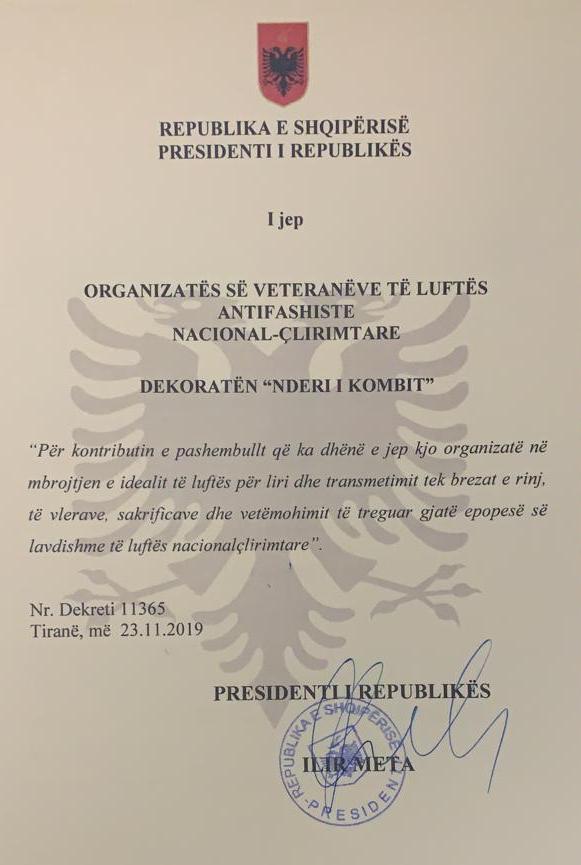 REPUBLIKA E SHQIPËRISË
PRESIDENTI I REPUBLIKËS
I jep
ORGANIZATËS SË VETERANËVE TË LUFTËS
ANTIFASHISTE
NACIONAL-ÇLIRIMTARE
DEKORATËN “NDERI I KOMBIT”
“Për kontributin e pashembullt që ka dhënë e jep kjo organizatë në
mbrojtjen e idealit të luftës për liri dhe transmetimit tek brezat e rinj,
të vlerave, sakrificave dhe vetëmohimit të treguar gjatë epopesë së
lavdishme të luftës nacionalçlirimtare”.
Nr. Dekreti 11365
Tiranë, më 23.11.2019
PRESIDENTI I REPUBLIKËS
ILIR META
REPUBLIKA E SHQIPËRISË
-PRESIDENTI-